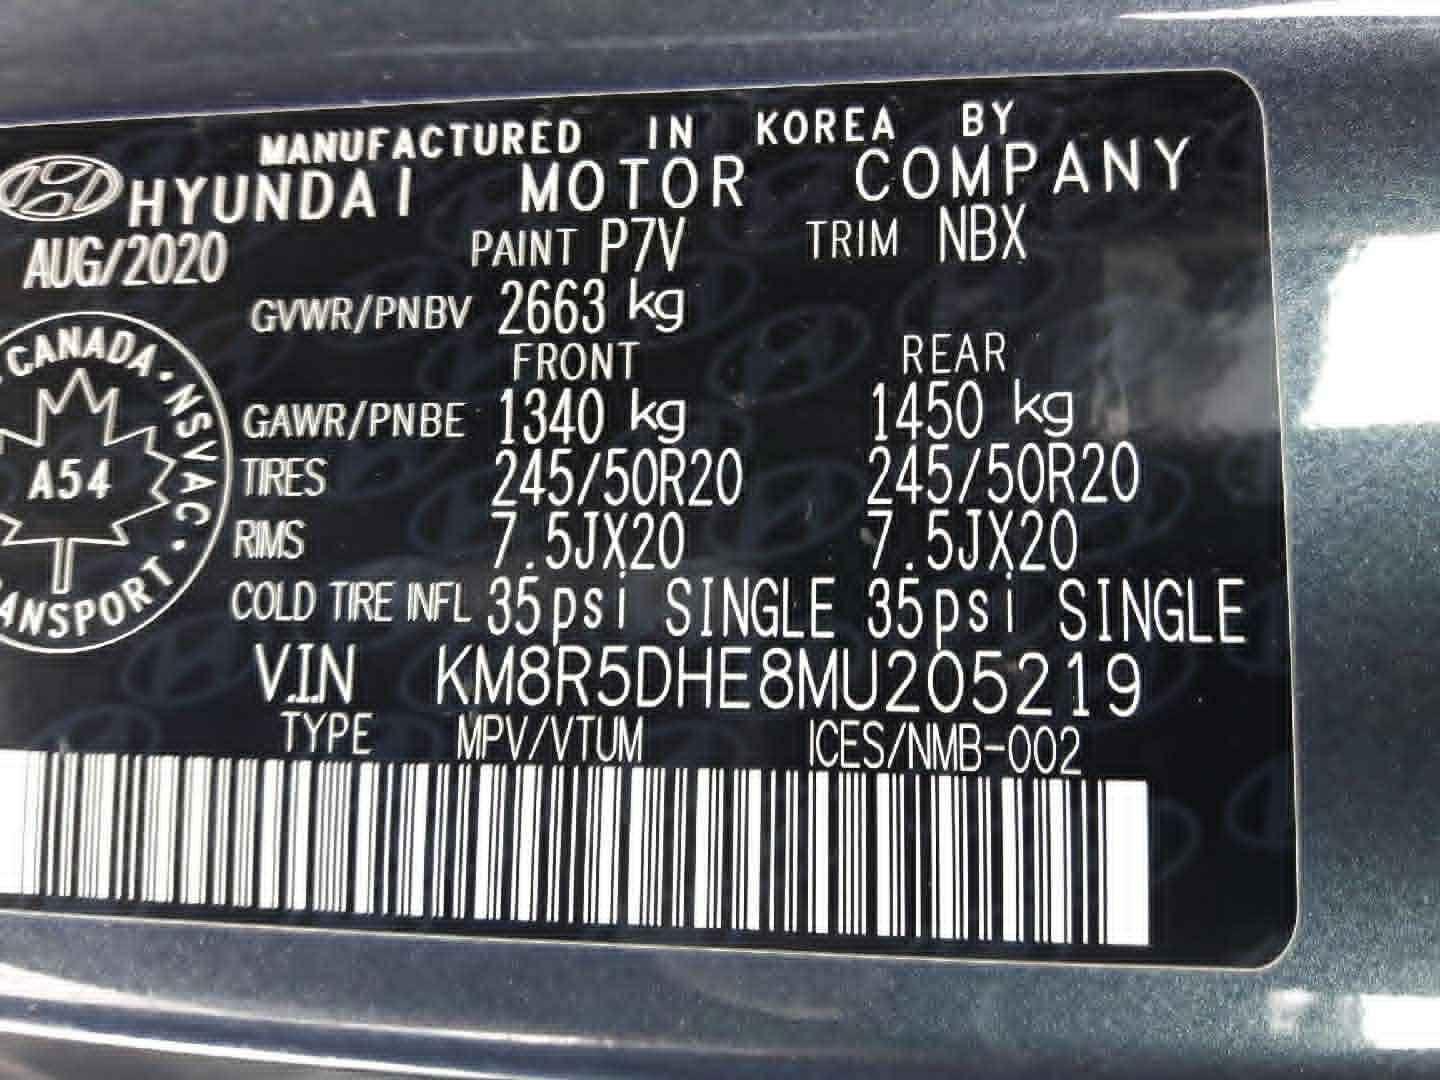 MANUFACTURED IN KOREA BY
HYUNDAI MOTOR COMPANY
AUG/2020 PAINT P7V TRIM NBX
GVWR/PNBV 2663 kg
FRONT REAR
GAWR/PNBE 1340 kg 1450 kg
TIRES 245/50R20 245/50R20
RIMS 7.5JX20 7.5JX20
COLD TIRE INFL 35psi SINGLE 35psi SINGLE
V.I.N KM8R5DHE8MU205219
TYPE MPV/VTUM ICES/NMB-002
CANADA · NSVAC ·
A54